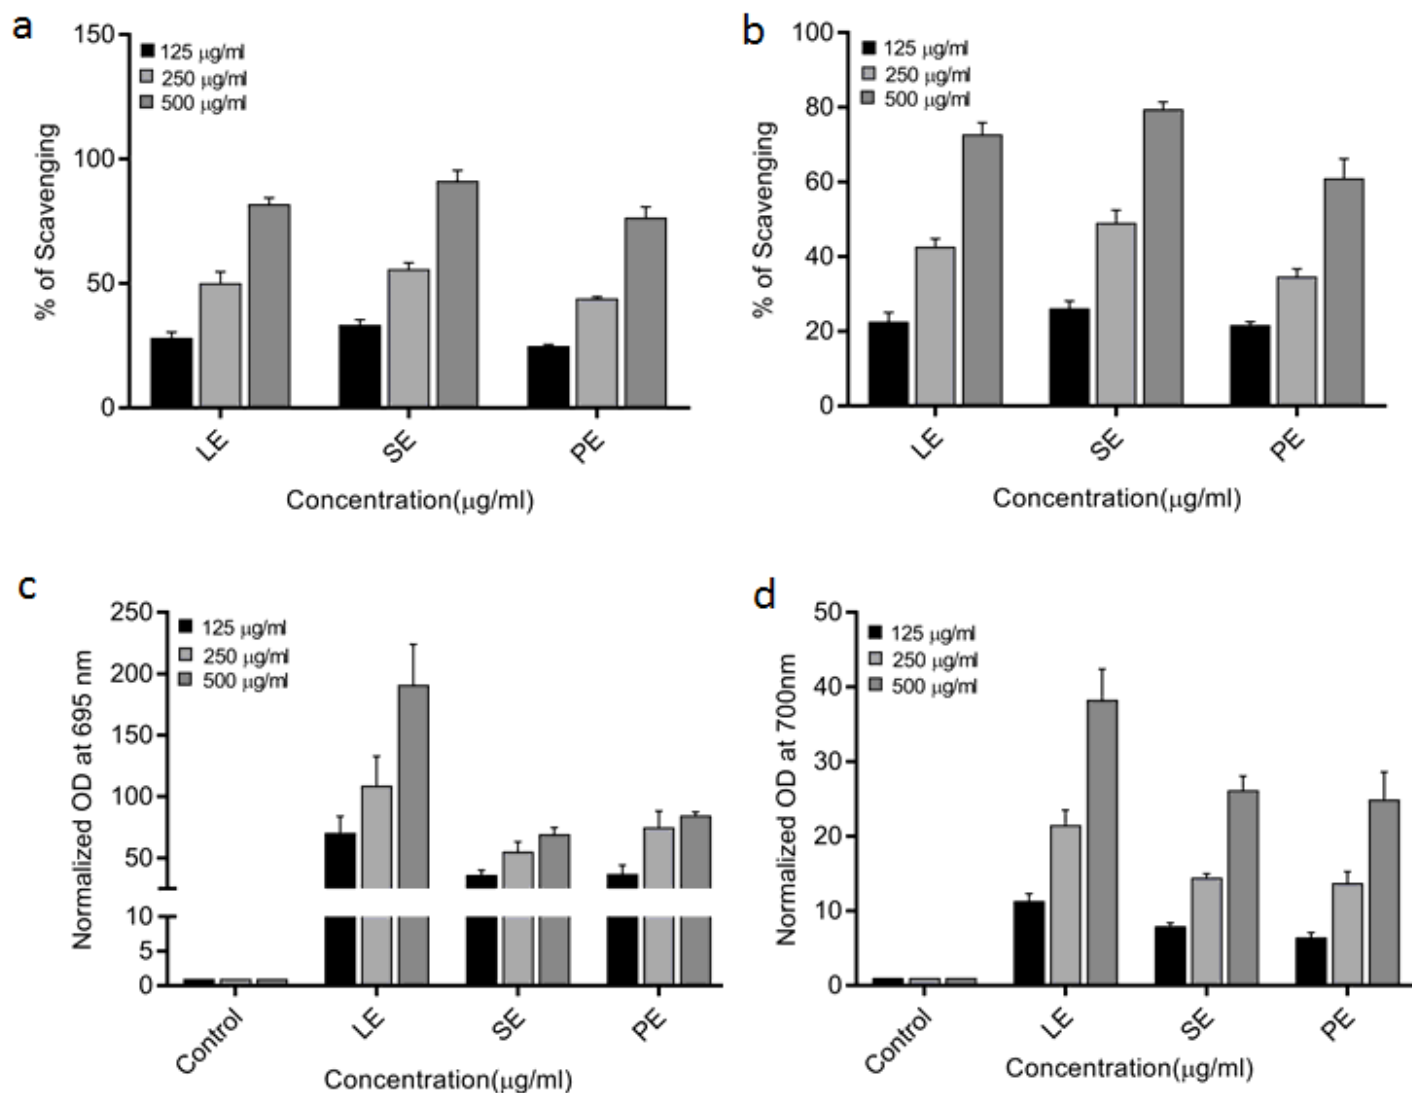 a
150
100
50
0
% of Scavenging
125 μg/ml
250 μg/ml
500 μg/ml
LE
SE
PE
Concentration(μg/ml)
b
100
80
60
40
20
0
% of Scavenging
125 μg/ml
250 μg/ml
500 μg/ml
LE
SE
PE
Concentration(μg/ml)
c
250
200
150
100
50
10
5
0
Normalized OD at 695 nm
125 μg/ml
250 μg/ml
500 μg/ml
Control
LE
SE
PE
Concentration(μg/ml)
d
50
40
30
20
10
0
Normalized OD at 700nm
125 μg/ml
250 μg/ml
500 μg/ml
Control
LE
SE
PE
Concentration(μg/ml)